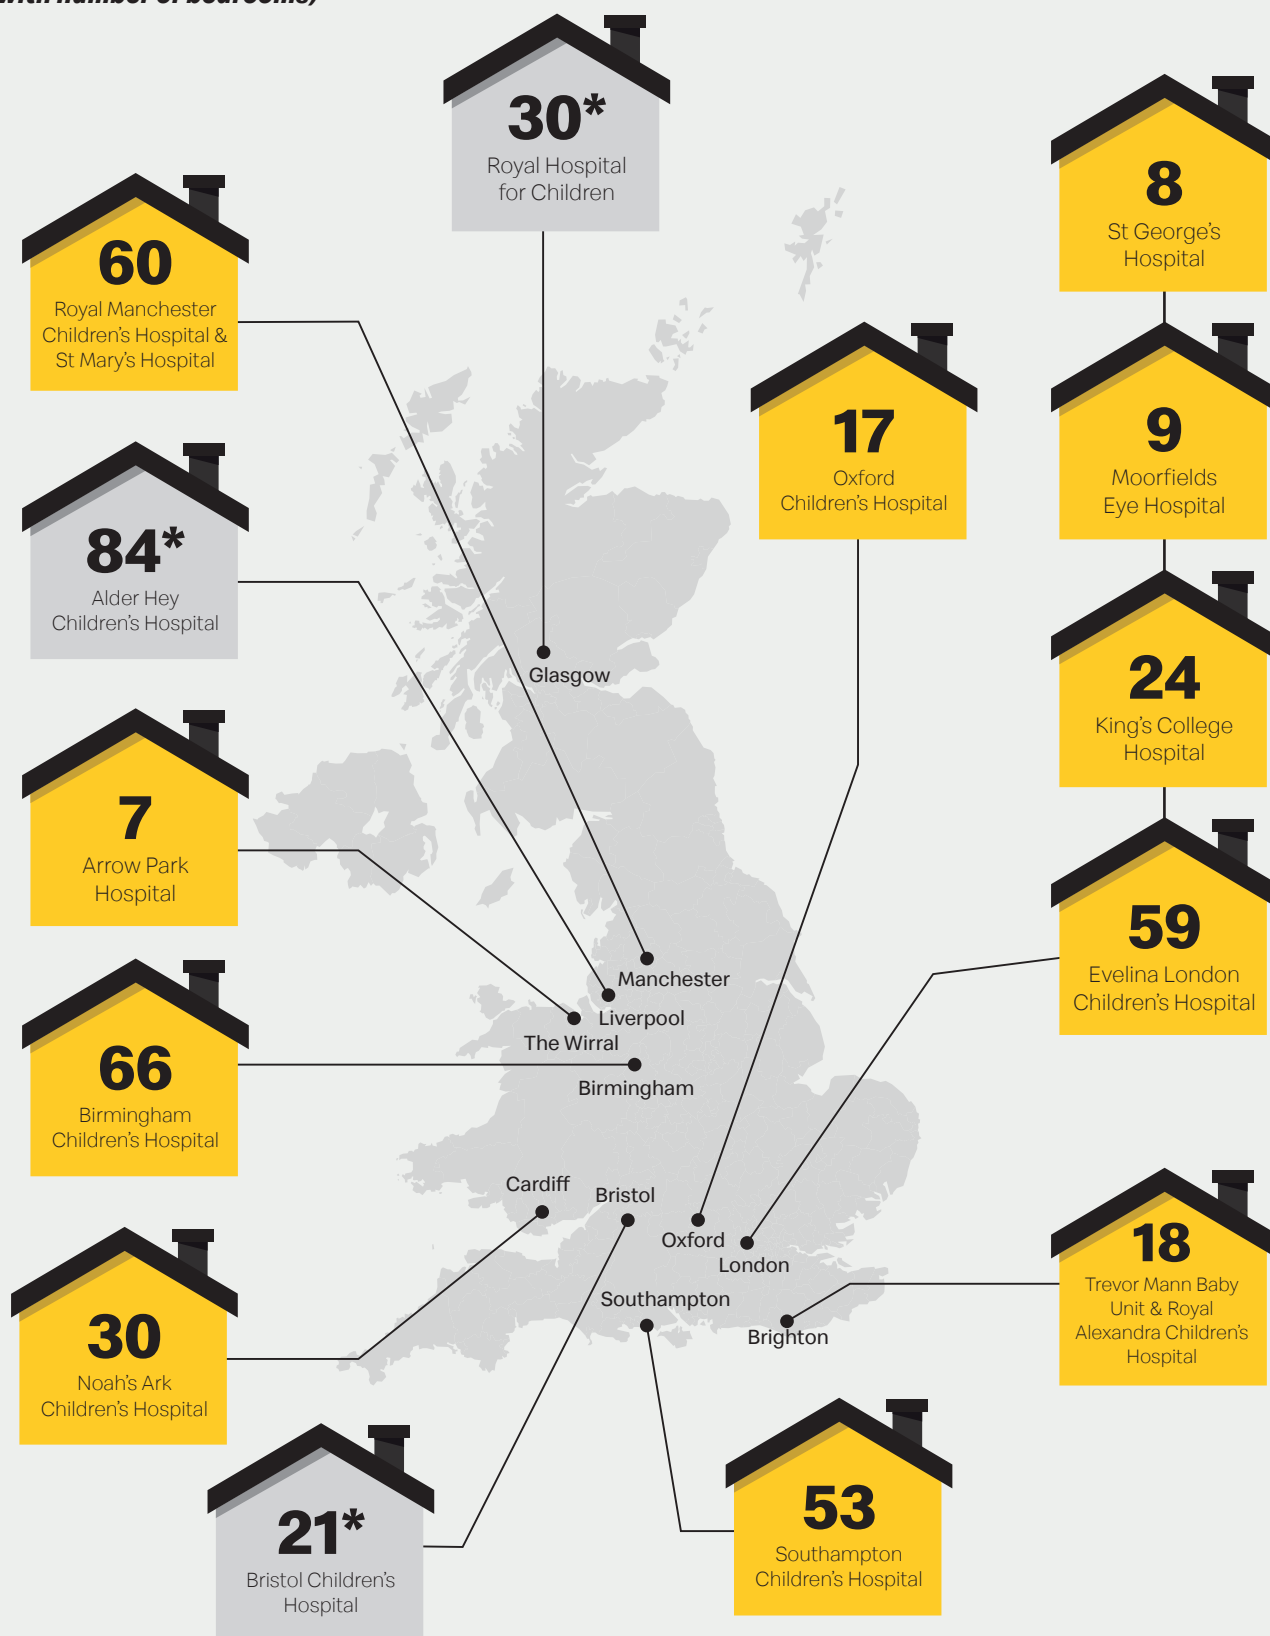 with number of bedrooms)
30*
Royal Hospital
for Children
8
St George's
Hospital
60
Royal Manchester
Children's Hospital &
St Mary's Hospital
17
Oxford
Children's Hospital
9
Moorfields
Eye Hospital
84*
Alder Hey
Children's Hospital
24
King's College
Hospital
Glasgow
7
Arrow Park
Hospital
59
Evelina London
Children's Hospital
Manchester
Liverpool
The Wirral
Birmingham
66
Birmingham
Children's Hospital
Cardiff
Bristol
Oxford
London
Southampton
Brighton
18
Trevor Mann Baby
Unit & Royal
Alexandra Children's
Hospital
30
Noah's Ark
Children's Hospital
21*
Bristol Children's
Hospital
53
Southampton
Children's Hospital